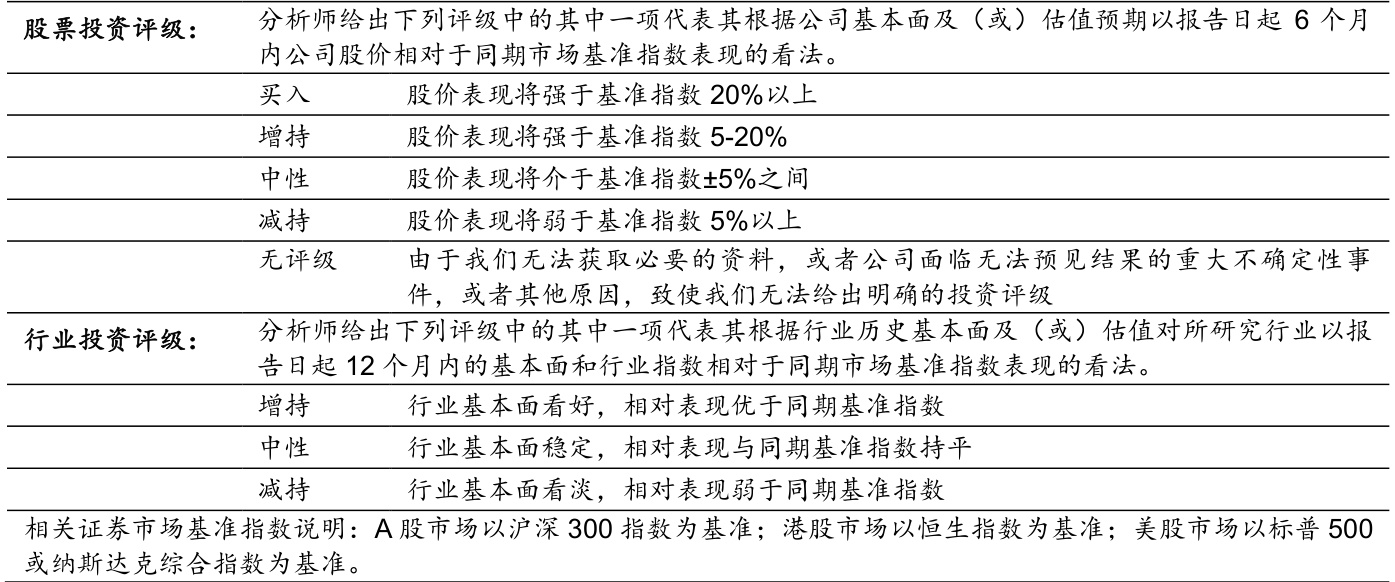 股票投资评级： 分析师给出下列评级中的其中一项代表其根据公司基本面及（或）估值预期以报告日起 6 个月
内公司股价相对于同期市场基准指数表现的看法。
买入 股价表现将强于基准指数 20%以上
增持 股价表现将强于基准指数 5-20%
中性 股价表现将介于基准指数±5%之间
减持 股价表现将弱于基准指数 5%以上
无评级 由于我们无法获取必要的资料，或者公司面临无法预见结果的重大不确定性事
件，或者其他原因，致使我们无法给出明确的投资评级
行业投资评级： 分析师给出下列评级中的其中一项代表其根据行业历史基本面及（或）估值对所研究行业以报
告日起 12 个月内的基本面和行业指数相对于同期市场基准指数表现的看法。
增持 行业基本面看好，相对表现优于同期基准指数
中性 行业基本面稳定，相对表现与同期基准指数持平
减持 行业基本面看淡，相对表现弱于同期基准指数
相关证券市场基准指数说明：A 股市场以沪深 300 指数为基准；港股市场以恒生指数为基准；美股市场以标普 500
或纳斯达克综合指数为基准。